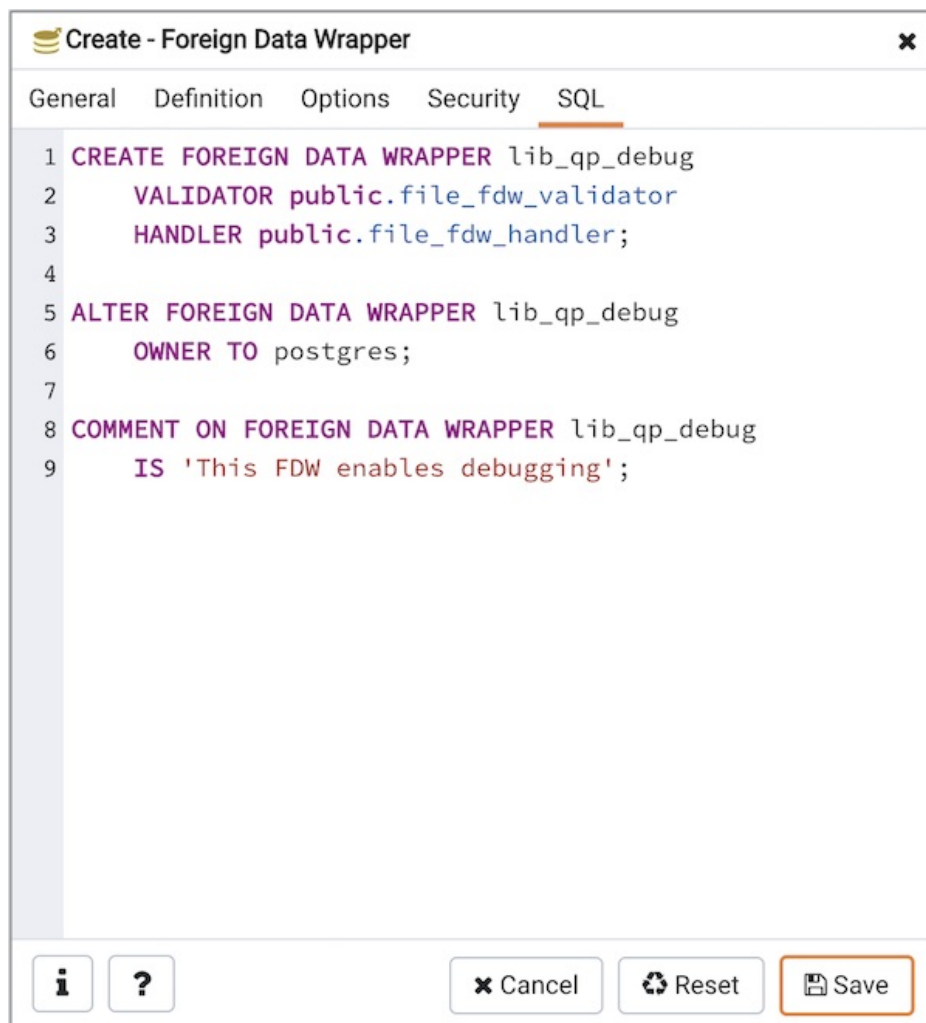 Create - Foreign Data Wrapper
General Definition Options Security SQL
1 CREATE FOREIGN DATA WRAPPER lib_qp_debug
2     VALIDATOR public.file_fdw_validator
3     HANDLER public.file_fdw_handler;
4
5 ALTER FOREIGN DATA WRAPPER lib_qp_debug
6     OWNER TO postgres;
7
8 COMMENT ON FOREIGN DATA WRAPPER lib_qp_debug
9     IS 'This FDW enables debugging';
i ? Cancel Reset Save